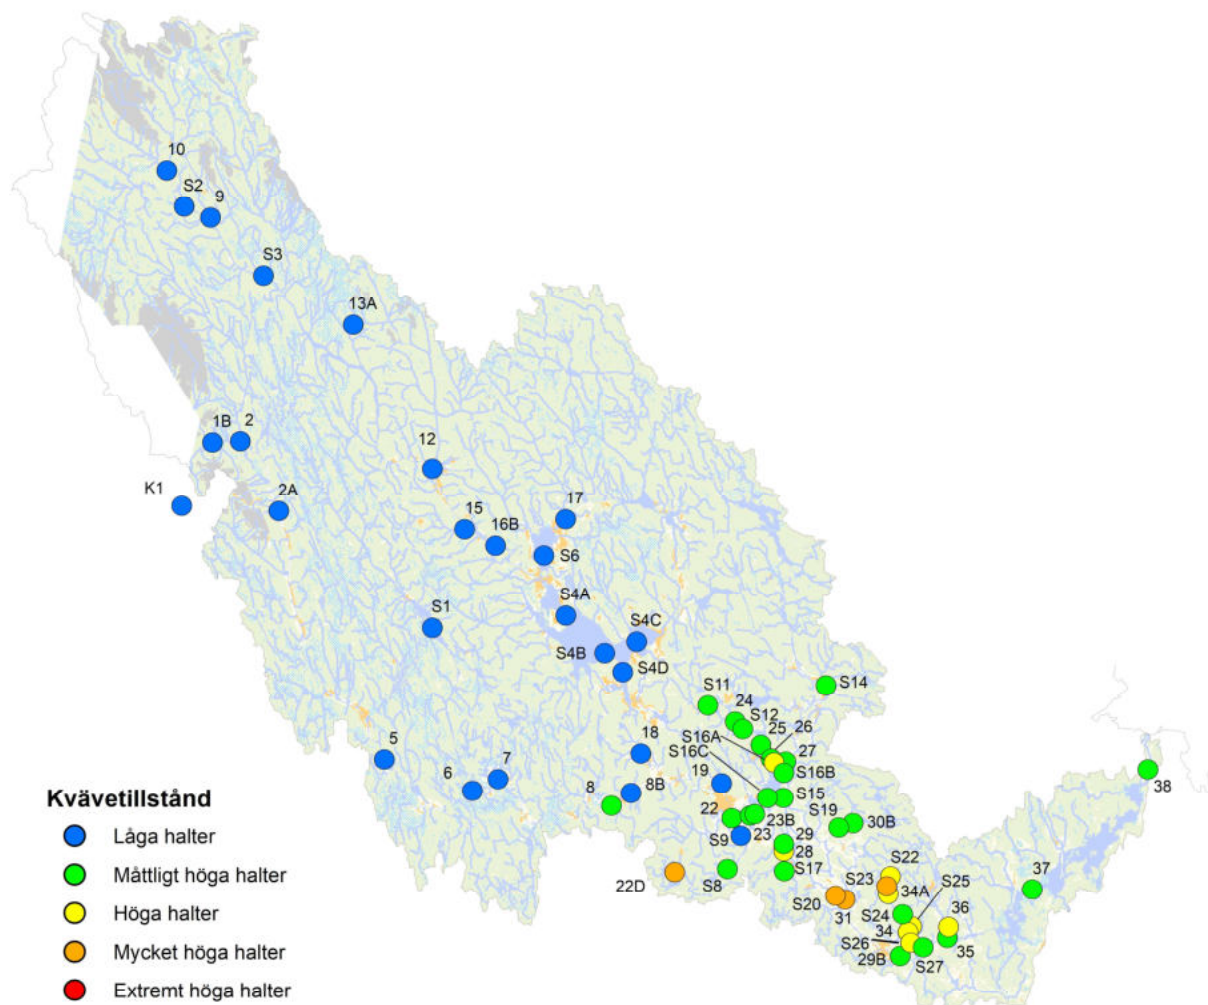 10
S2
9
S3
13A
1B
2
12
K1
2A
15
16B
17
S6
S4A
S1
S4C
S4B
S4D
S14
S11
24
S12
25
26
S16A
S16C
18
27
S16B
5
7
6
19
8
8B
38
S15
22
S19
23B
30B
S9
23
29
28
S22
22D
S8
S17
S23
34A
S25
37
S20
31
S24
36
34
S26
29B
S27
35
Kvävetillstånd
Låga halter
Måttligt höga halter
Höga halter
Mycket höga halter
Extremt höga halter